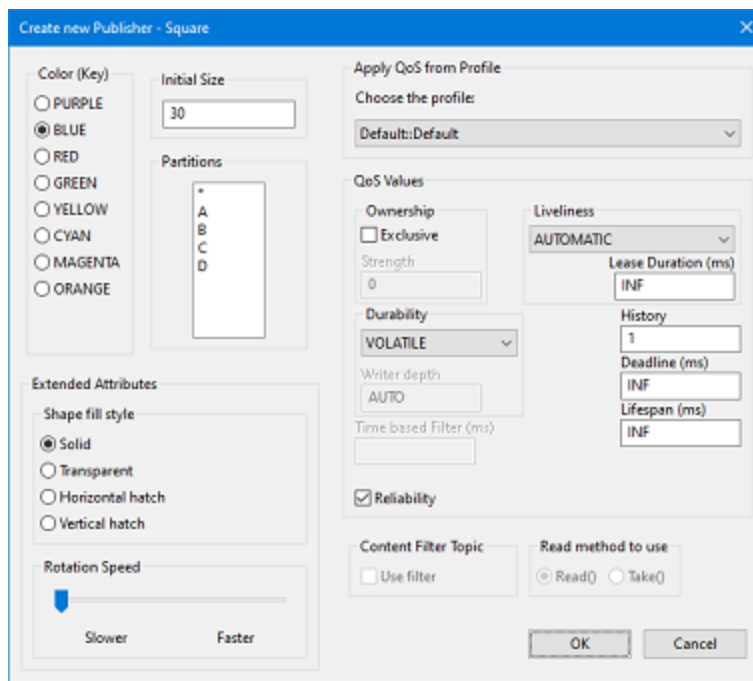 Create new Publisher - Square
Color (Key)
PURPLE
BLUE
RED
GREEN
YELLOW
CYAN
MAGENTA
ORANGE
Initial Size
30
Partitions
*
A
B
C
D
Extended Attributes
Shape fill style
Solid
Transparent
Horizontal hatch
Vertical hatch
Rotation Speed
Slower Faster
Apply QoS from Profile
Choose the profile:
Default::Default
QoS Values
Ownership
Exclusive
Strength
0
Liveliness
AUTOMATIC
Lease Duration (ms)
INF
Durability
VOLATILE
Writer depth
AUTO
Time based Filter (ms)
History
1
Deadline (ms)
INF
Lifespan (ms)
INF
Reliability
Content Filter Topic
Use filter
Read method to use
Read() Take()
OK Cancel